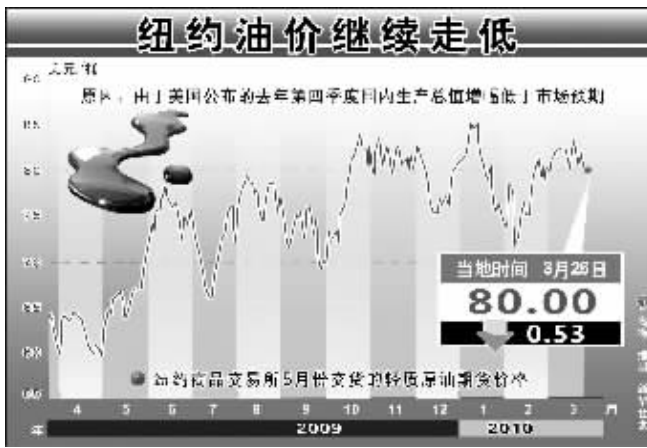 纽约油价继续走低
美元/桶
原因：由于美国公布的去年第四季度国内生产总值增幅低于市场预期
85
80
75
当地时间 3月26日
80.00
0.53
纽约商品交易所5月份交货的轻质原油期货价格
4 5 6 7 8 9 10 11 12 1 2 3 月
年 2009 2010